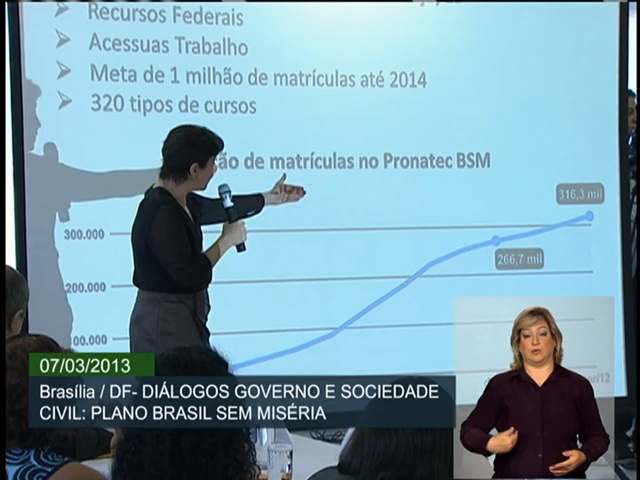 Recursos Federais
Acessuas Trabalho
Meta de 1 milhão de matrículas até 2014
320 tipos de cursos
de matrículas no Pronatec BSM
316,3 mil
300.000
266,7 mil
200.000
07/03/2013
Brasília / DF- DIÁLOGOS GOVERNO E SOCIEDADE
CIVIL: PLANO BRASIL SEM MISÉRIA